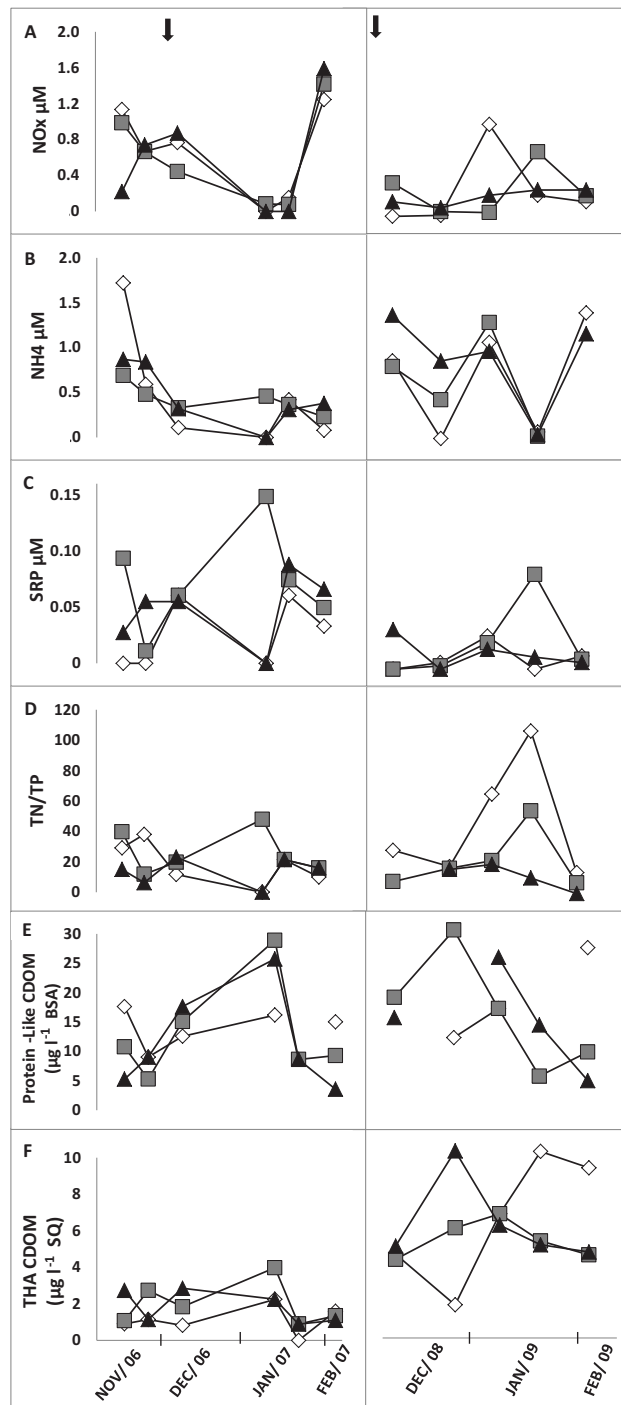 A
NOx µM
2.0
1.6
1.2
0.8
0.4
.0
B
NH4 µM
2.0
1.5
1.0
0.5
.0
C
SRP µM
0.15
0.10
0.05
0
D
TN/TP
120
100
80
60
40
20
0
E
Protein -Like CDOM
(µg l-1 BSA)
30
25
20
15
10
5
0
F
THA CDOM
(µg l-1 SQ)
10
8
6
4
2
0
NOV/ 06
DEC/ 06
JAN/ 07
FEB/ 07
DEC/ 08
JAN/ 09
FEB/ 09